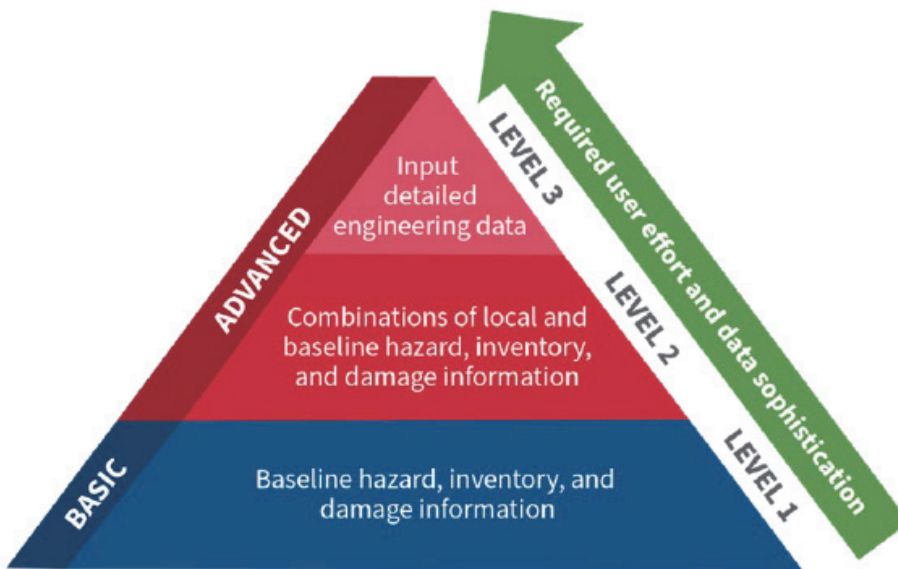 Input
detailed
engineering data
LEVEL 3
ADVANCED
Combinations of local and
baseline hazard, inventory,
and damage information
LEVEL 2
Required user effort and data sophistication
BASIC
Baseline hazard, inventory, and
damage information
LEVEL 1